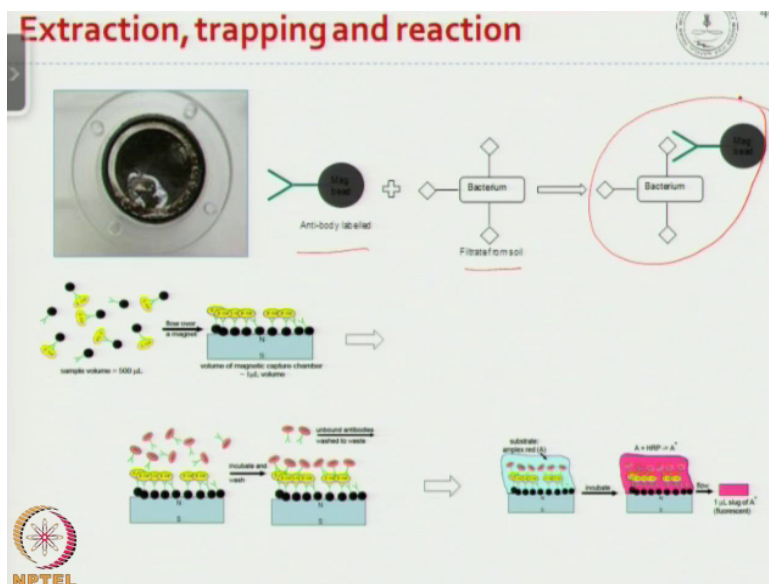 Extraction, trapping and reaction
Mag
bead
Bacterium
Mag
bead
Bacterium
Anti-body labelled
Filtrate from soil
flow over
a magnet
N
S
sample volume = 500 µL
volume of magnetic capture chamber
~ 1µL volume
unbound antibodies
washed to waste
incubate and
wash
N
S
N
S
substrate:
amplex red (A)
A + HRP -> A*
incubate
flow
N
S
N
S
1 µL slug of A*
(fluorescent)
NPTEL